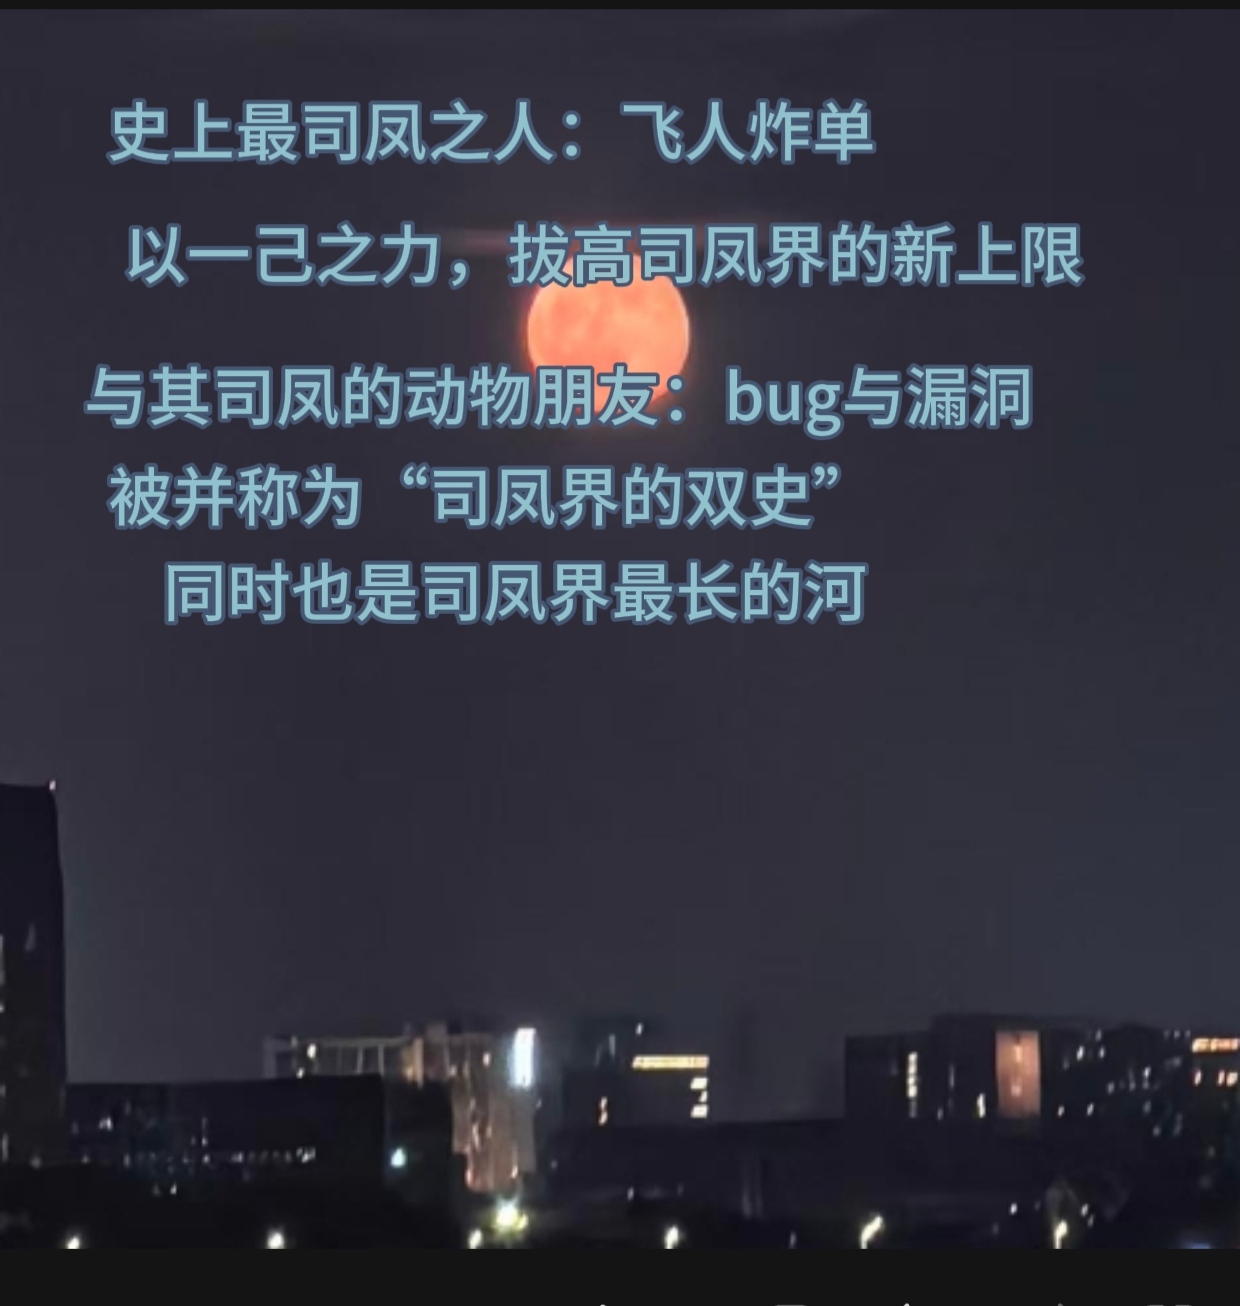 史上最司凤之人：飞人炸单
以一己之力，拔高司凤界的新上限
与其司凤的动物朋友：bug与漏洞
被并称为“司凤界的双史”
同时也是司凤界最长的河